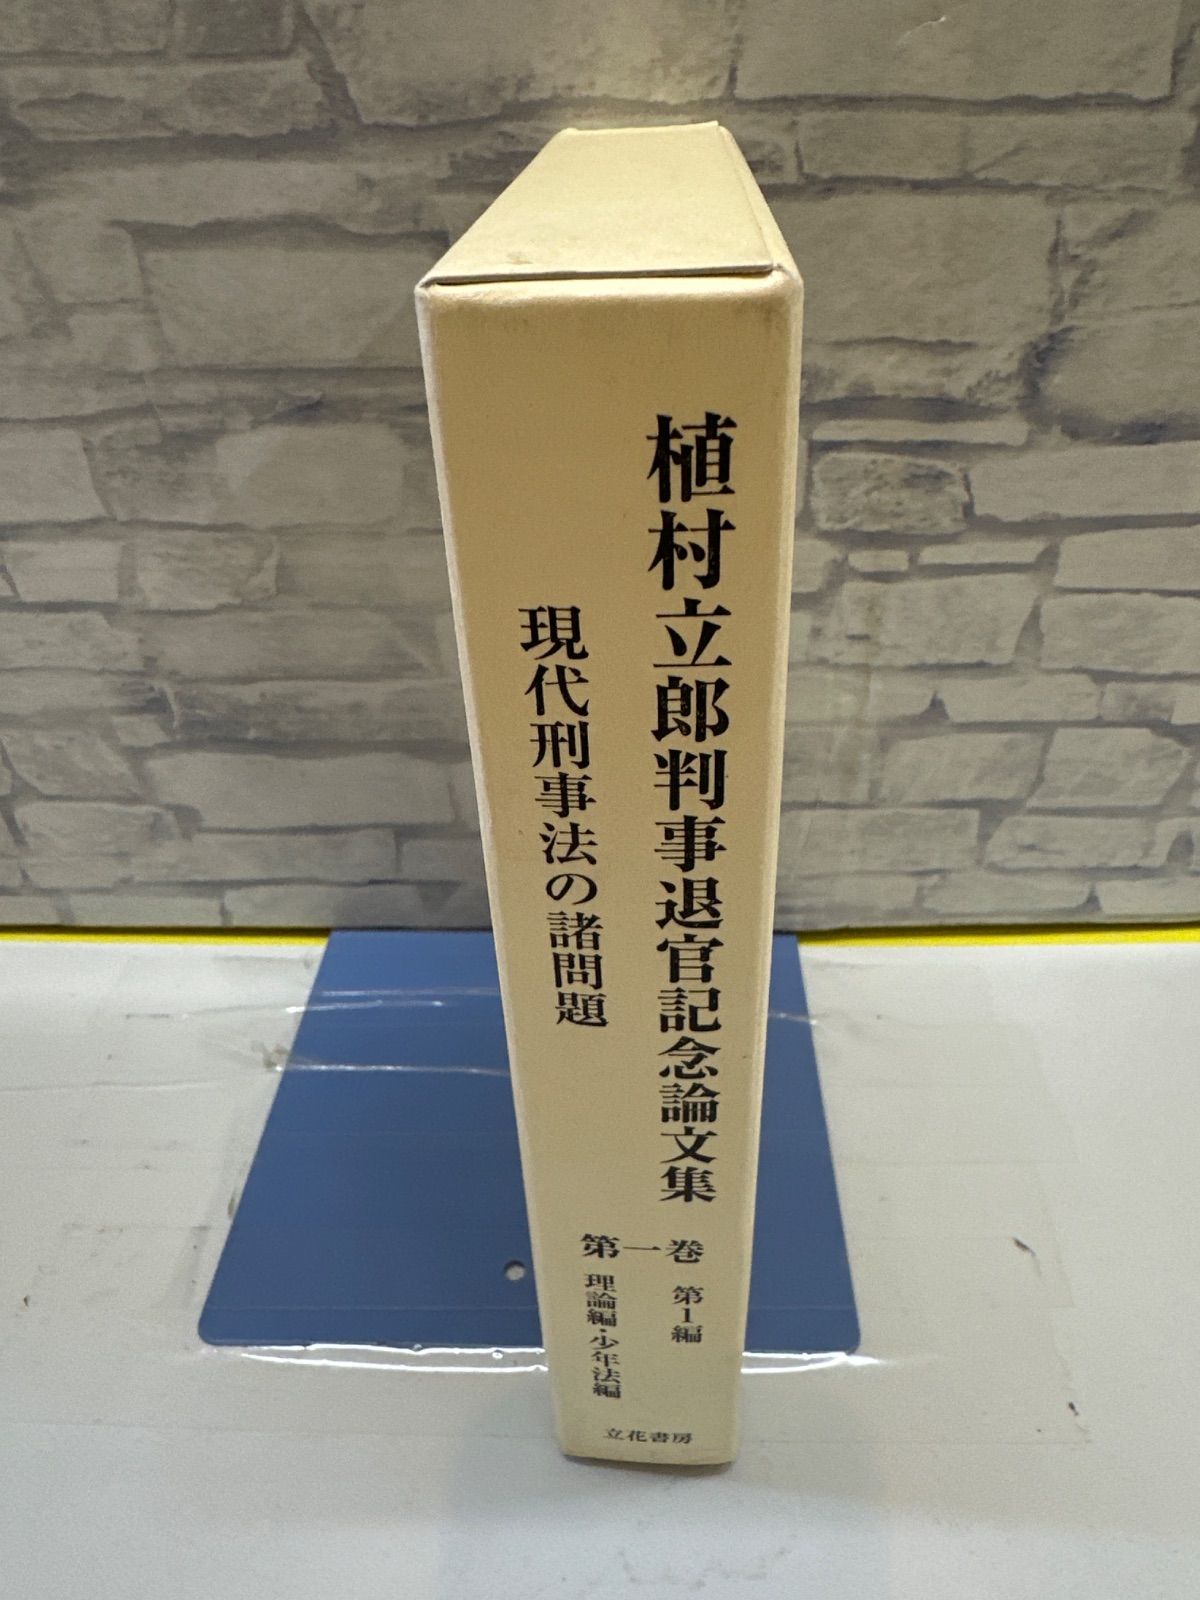 植村立郎判事退官記念論文集
現代刑事法の諸問題
第一巻
第1編
理論編・少年法編
立花書房